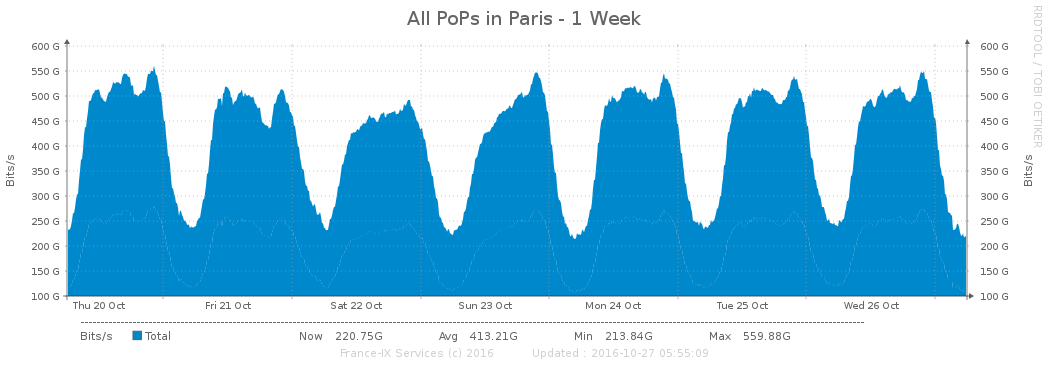 All PoPs in Paris - 1 Week
RRDTOOL / TOBI OETIKER
600 G 600 G
550 G 550 G
500 G 500 G
450 G 450 G
400 G 400 G
350 G 350 G
300 G 300 G
250 G 250 G
200 G 200 G
150 G 150 G
100 G 100 G
Bits/s Bits/s
Thu 20 Oct Fri 21 Oct Sat 22 Oct Sun 23 Oct Mon 24 Oct Tue 25 Oct Wed 26 Oct
Bits/s Total Now 220.75G Avg 413.21G Min 213.84G Max 559.88G
France-IX Services (c) 2016 Updated : 2016-10-27 05:55:09